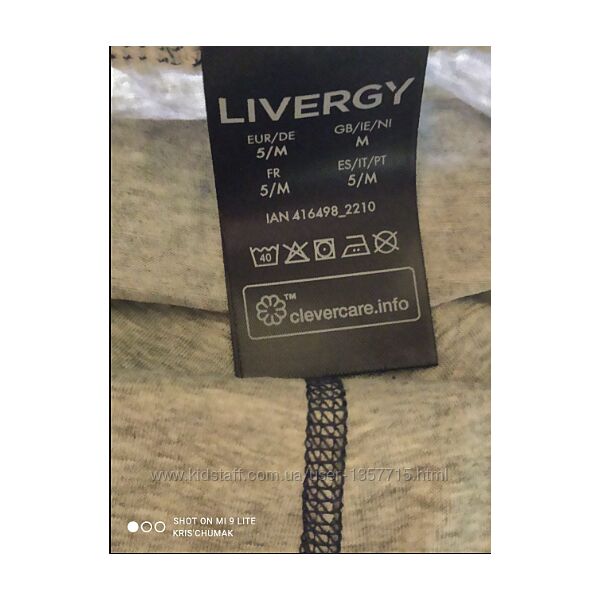 LIVERGY
EUR/DE GB/IE/NI
5/M M
FR ES/IT/PT
5/M 5/M
IAN 416498_2210
40
™
clevercare.info
www.kidstaff.com.ua/user-1357715.html
SHOT ON MI 9 LITE
KRIS'CHUMAK